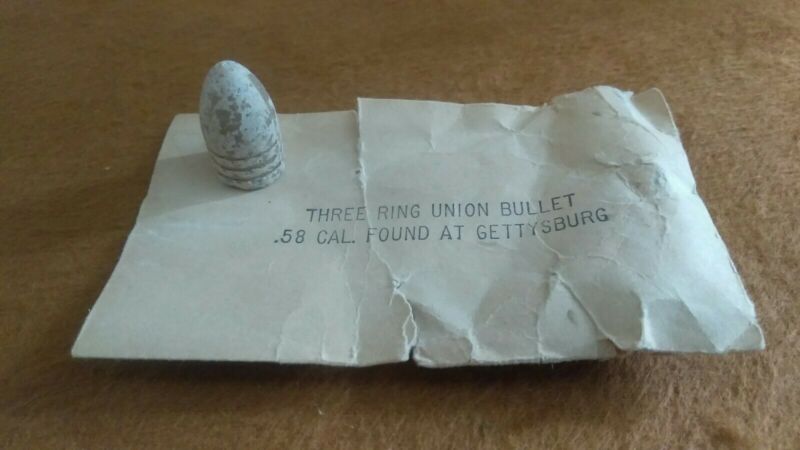 THREE RING UNION BULLET
.58 CAL. FOUND AT GETTYSBURG